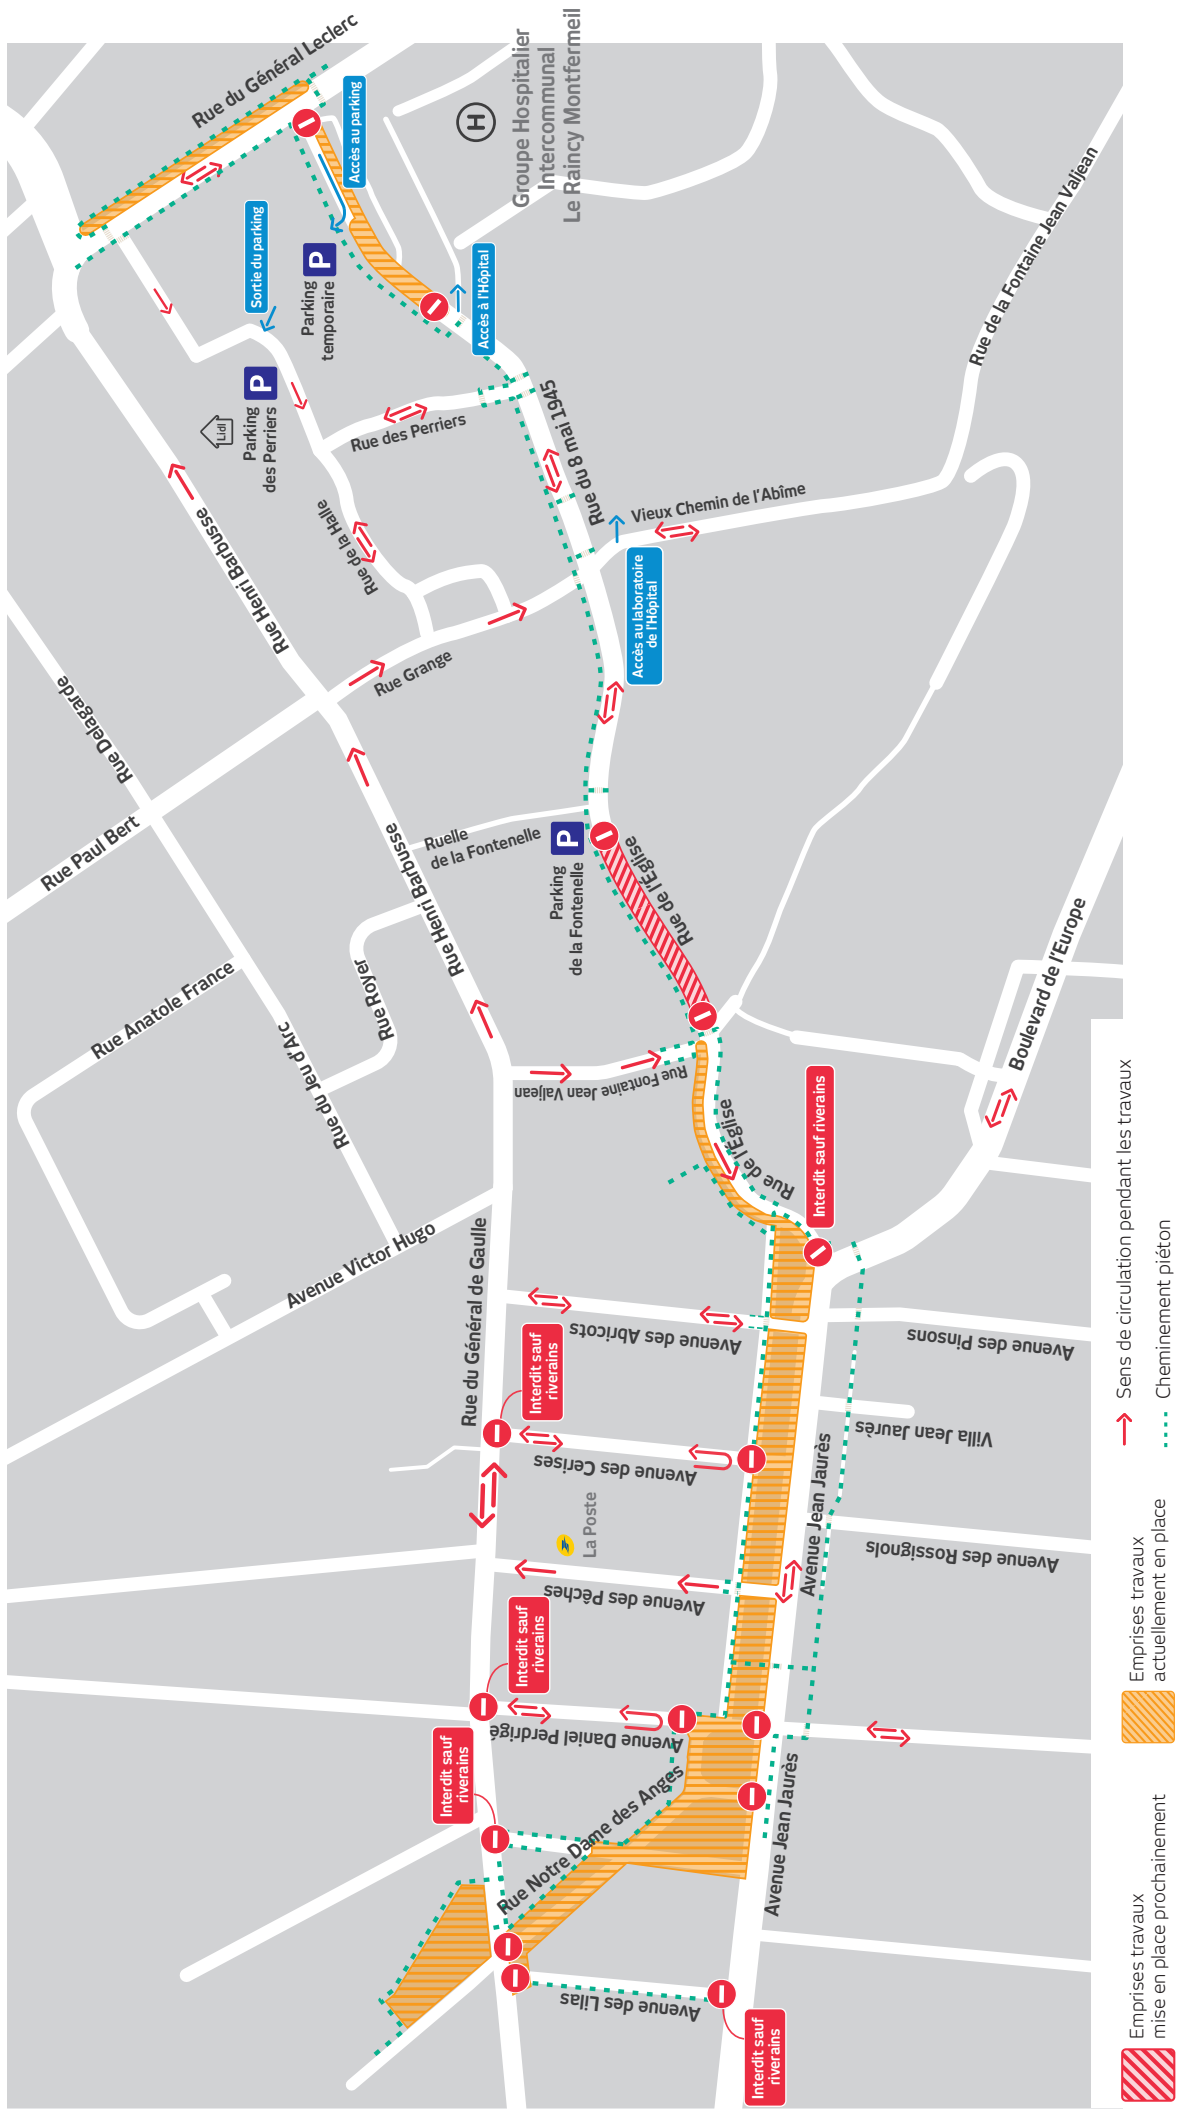 Rue du Général Leclerc
Accès au parking
H
Groupe Hospitalier
Intercommunal
Le Raincy Montfermeil
Sortie du parking
P
Parking
temporaire
Accès à l'Hôpital
Rue de la Fontaine Jean Valjean
P
Lidl
Parking
des Perriers
Rue des Perriers
Rue du 8 mai 1945
Vieux Chemin de l'Abîme
Rue de la Halle
Rue Henri Barbusse
Accès au laboratoire
de l'Hôpital
Rue Grange
Rue Delagarde
Rue Paul Bert
Ruelle
de la Fontenelle
P
Parking
de la Fontenelle
Rue de l'Église
Rue Henri Barbusse
Rue Royer
Rue Anatole France
Rue du Jeu d'Arc
Boulevard de l'Europe
Rue Fontaine Jean Valjean
Rue de l'Église
Interdit sauf riverains
Avenue Victor Hugo
Rue du Général de Gaulle
Avenue des Abricots
Avenue des Pinsons
Interdit sauf
riverains
Avenue des Cerises
Villa Jean Jaurès
Avenue Jean Jaurès
La Poste
Avenue des Rossignols
Avenue des Pêches
Interdit sauf
riverains
Avenue Daniel Perdrigé
Interdit sauf
riverains
Rue Notre Dame des Anges
Avenue Jean Jaurès
Avenue des Lilas
Interdit sauf
riverains
Emprises travaux
mise en place prochainement
Emprises travaux
actuellement en place
Sens de circulation pendant les travaux
Cheminement piéton